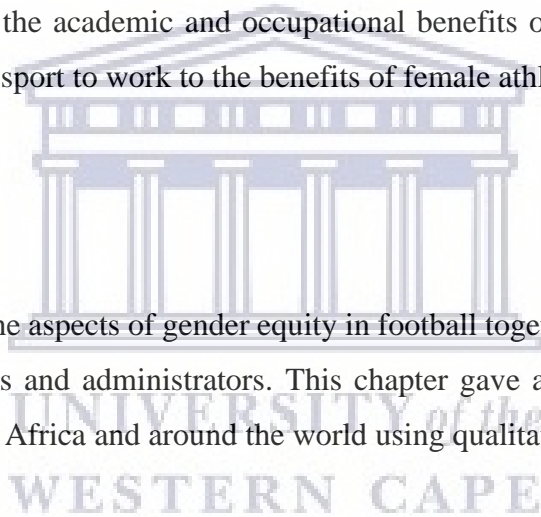 the academic and occupational benefits o
sport to work to the benefits of female athl
ne aspects of gender equity in football toge
s and administrators. This chapter gave a
UNIVERSITY of the
Africa and around the world using qualita
WESTERN CAPE